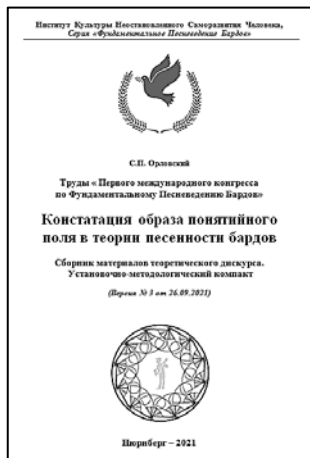 Институт Культуры Неостановленного Саморазвития Человека,
Серия «Фундаментальное Песневедение Бардов»
С.П. Орловский
Труды « Первого международного конгресса
по Фундаментальному Песневедению Бардов»
Констатация образа понятийного
поля в теории песенности бардов
Сборник материалов теоретического дискурса.
Установочно-методологический компакт
(Версия № 3 от 26.09.2021)
Нюрнберг – 2021